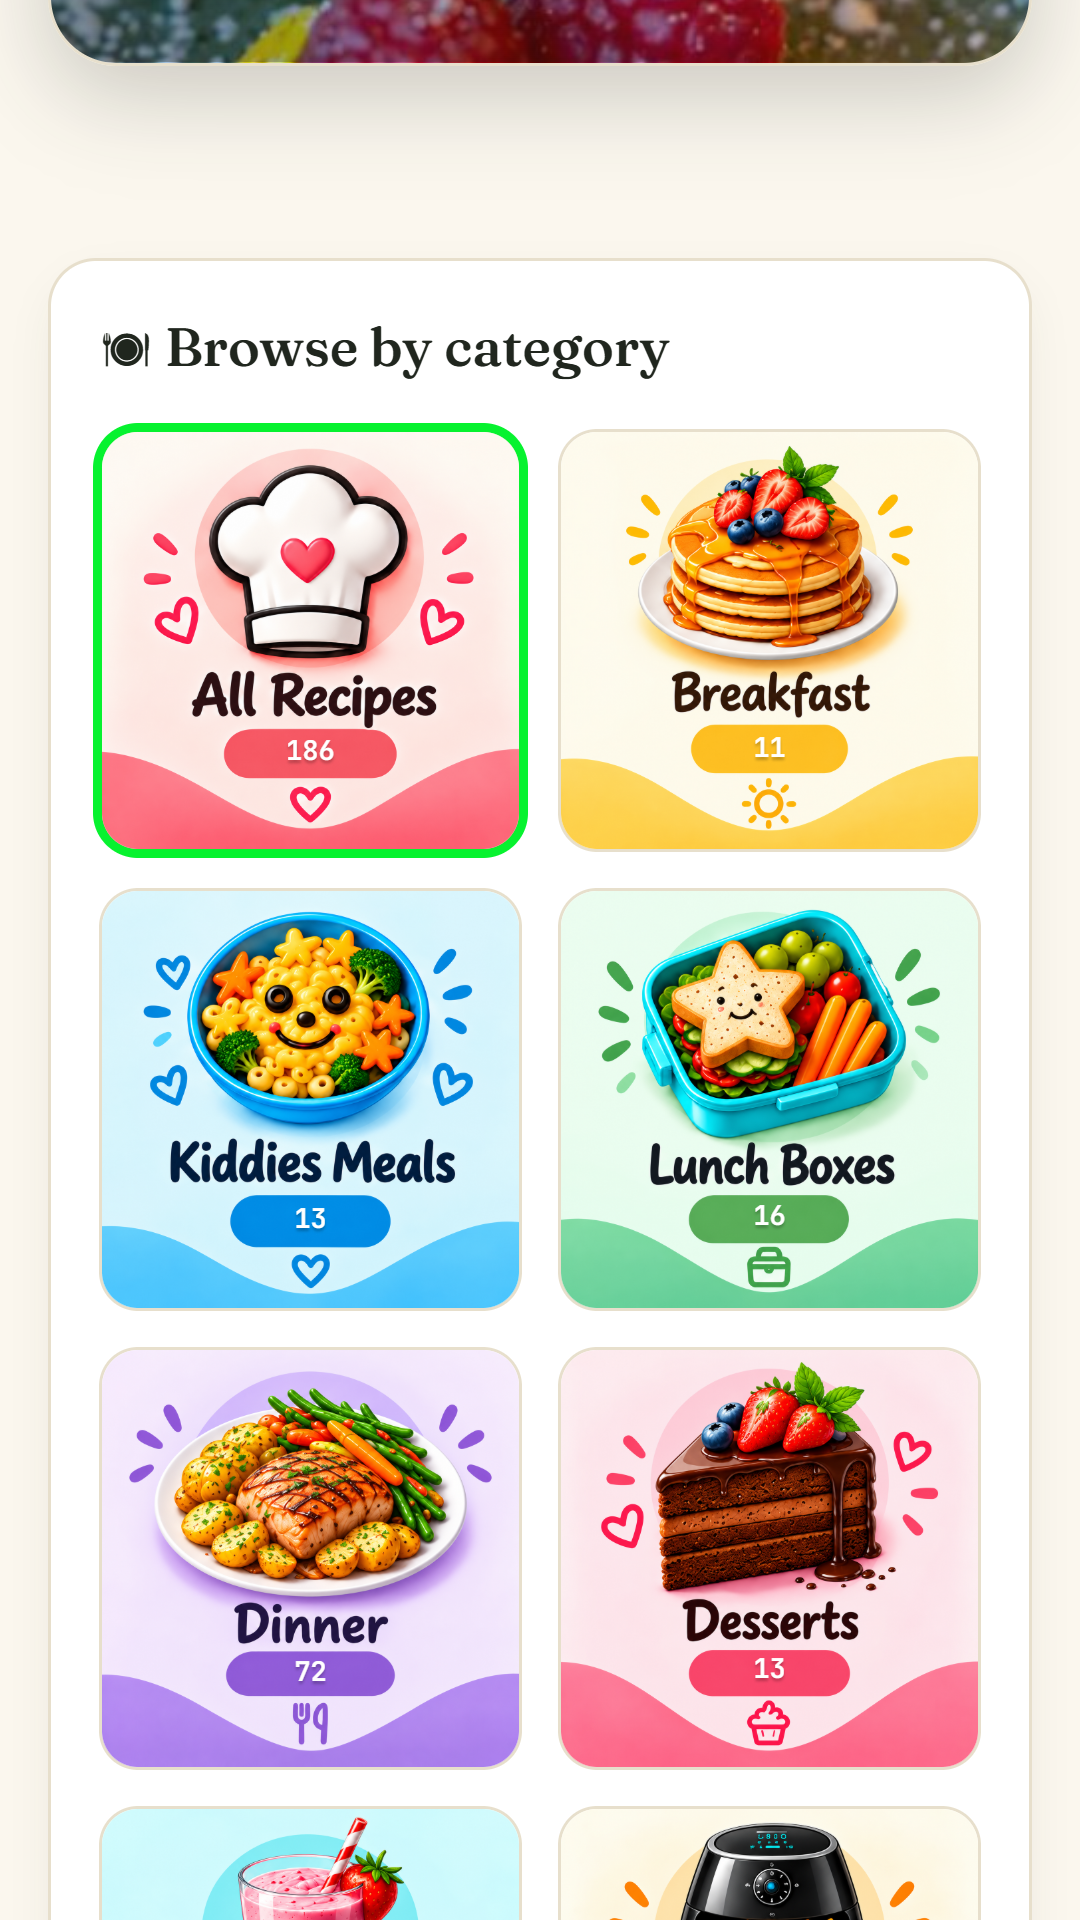 Browse by category
All Recipes
186
Breakfast
11
Kiddies Meals
13
Lunch Boxes
16
Dinner
72
Desserts
13